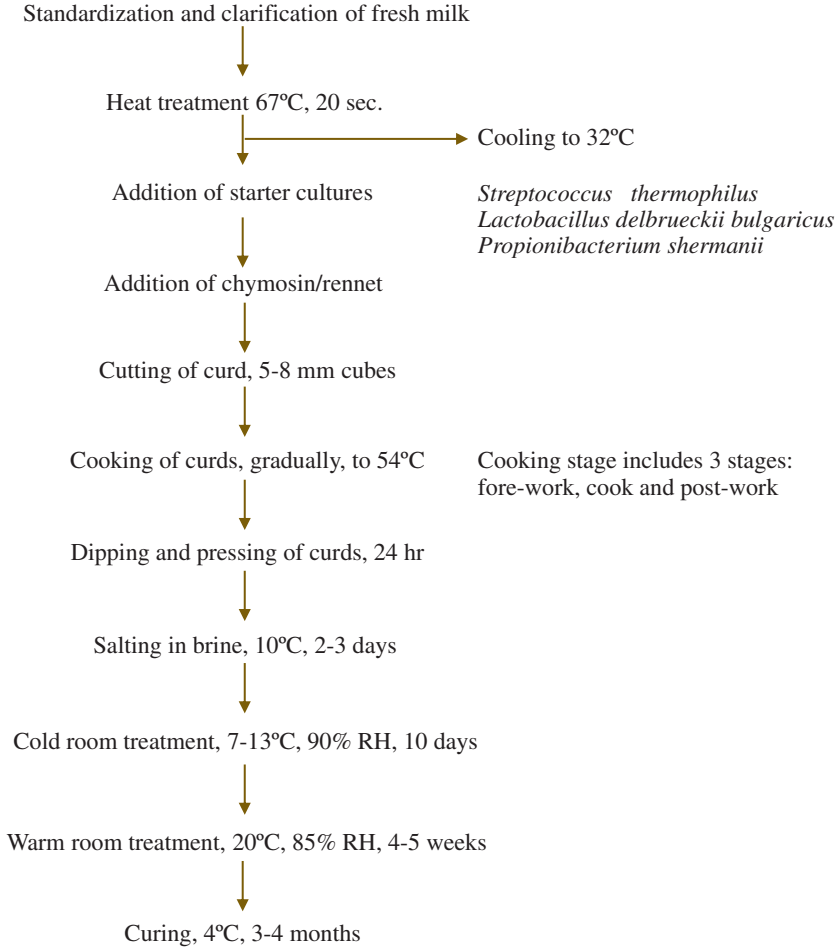 Standardization and clarification of fresh milk
Heat treatment 67ºC, 20 sec.
Cooling to 32ºC
Addition of starter cultures
Streptococcus thermophilus
Lactobacillus delbrueckii bulgaricus
Propionibacterium shermanii
Addition of chymosin/rennet
Cutting of curd, 5-8 mm cubes
Cooking of curds, gradually, to 54ºC
Cooking stage includes 3 stages:
fore-work, cook and post-work
Dipping and pressing of curds, 24 hr
Salting in brine, 10ºC, 2-3 days
Cold room treatment, 7-13ºC, 90% RH, 10 days
Warm room treatment, 20ºC, 85% RH, 4-5 weeks
Curing, 4ºC, 3-4 months